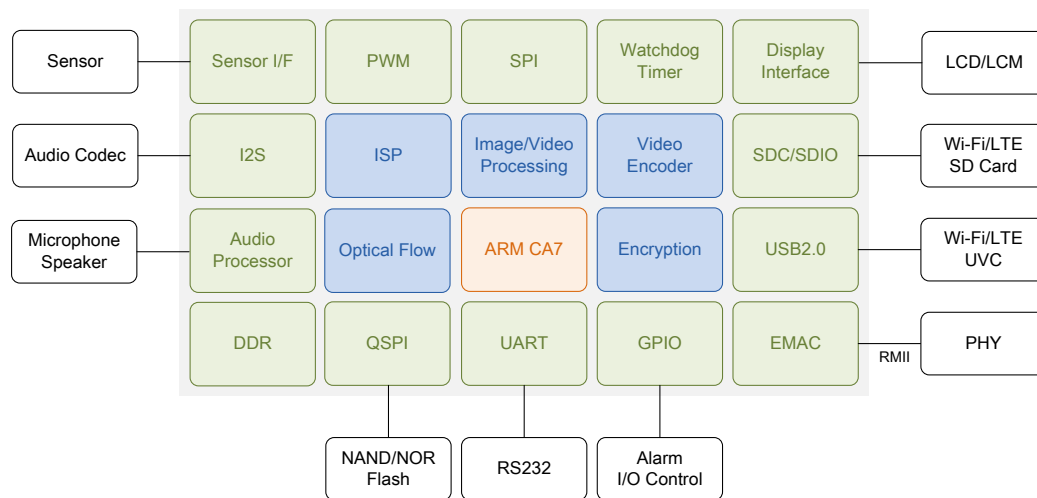 Sensor
Sensor I/F
PWM
SPI
Watchdog
Timer
Display
Interface
LCD/LCM
Audio Codec
I2S
ISP
Image/Video
Processing
Video
Encoder
SDC/SDIO
Wi-Fi/LTE
SD Card
Microphone
Speaker
Audio
Processor
Optical Flow
ARM CA7
Encryption
USB2.0
Wi-Fi/LTE
UVC
DDR
QSPI
UART
GPIO
EMAC
RMII
PHY
NAND/NOR
Flash
RS232
Alarm
I/O Control